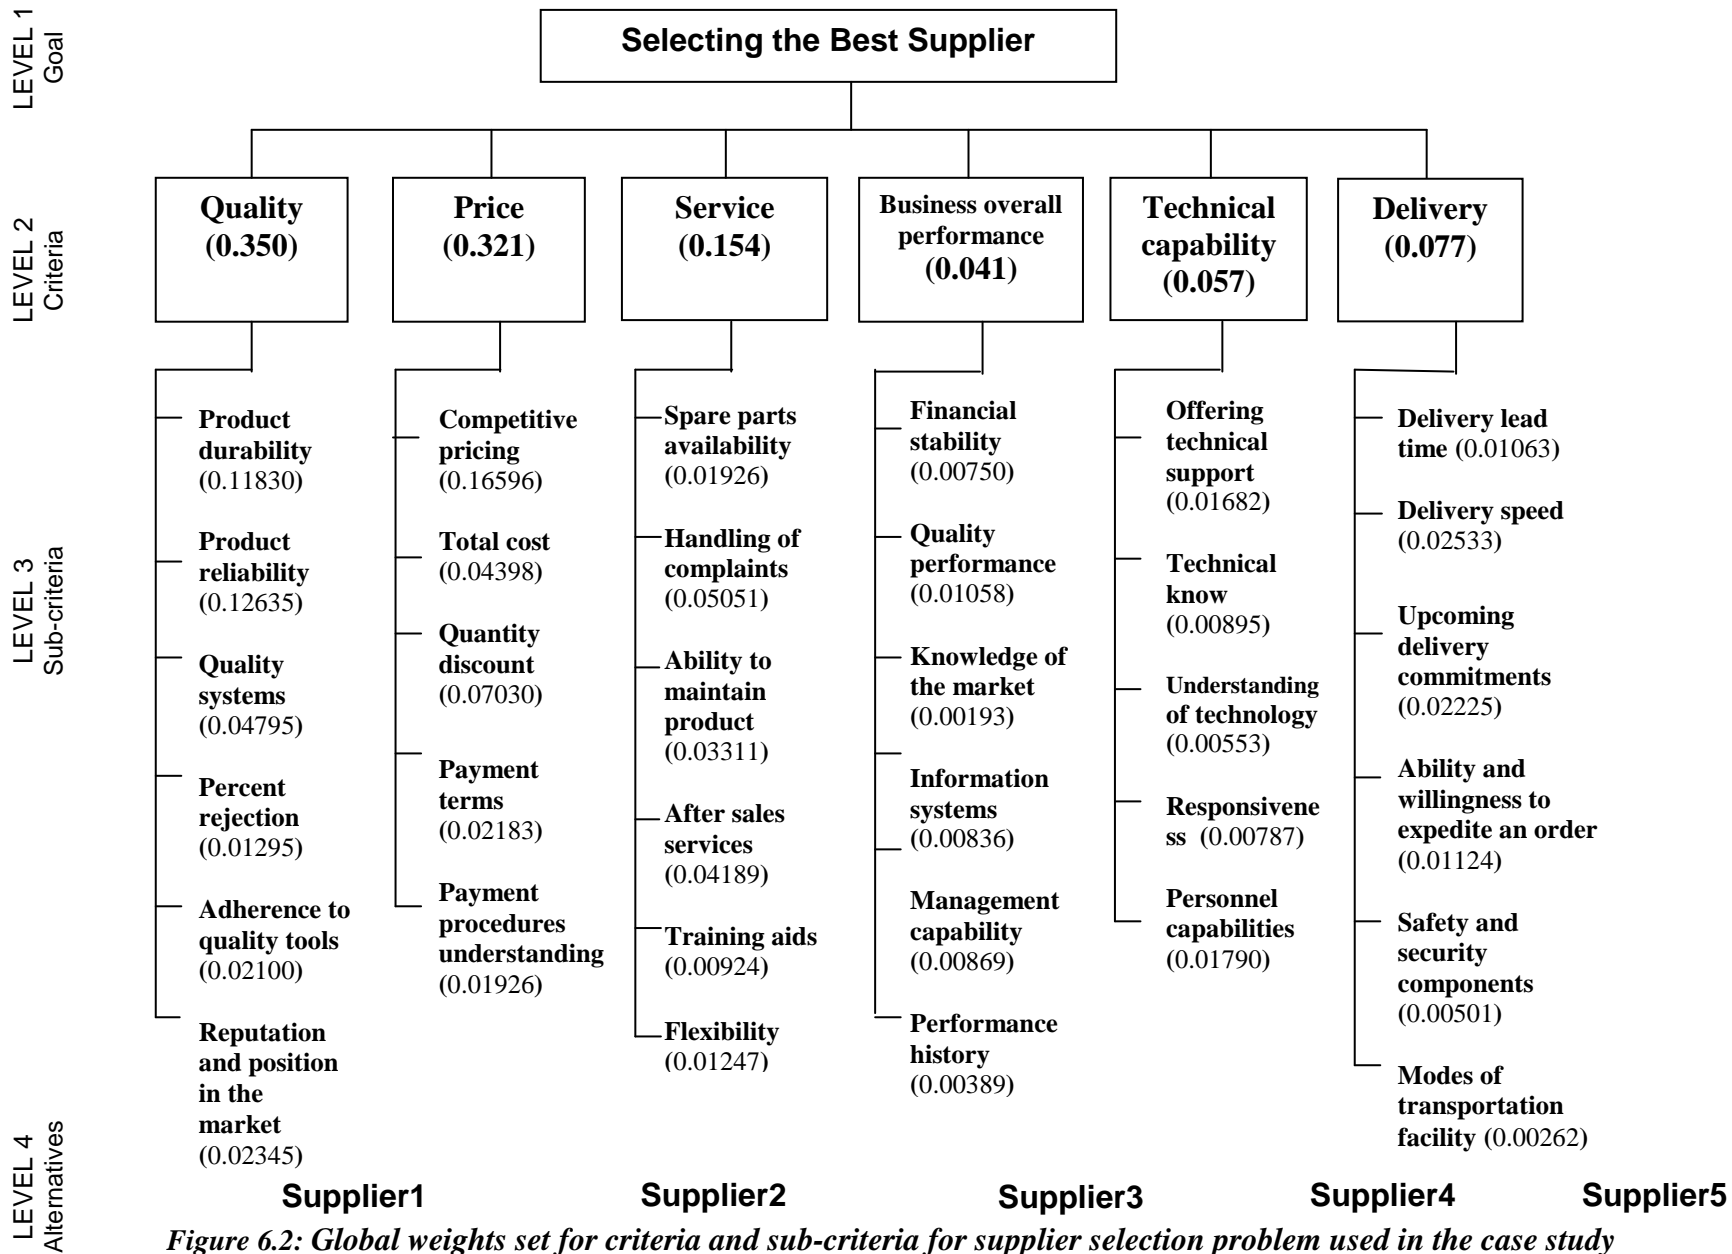 LEVEL 1
Goal
Selecting the Best Supplier
LEVEL 2
Criteria
Quality
(0.350)
Price
(0.321)
Service
(0.154)
Business overall
performance
(0.041)
Technical
capability
(0.057)
Delivery
(0.077)
LEVEL 3
Sub-criteria
Product
durability
(0.11830)
Product
reliability
(0.12635)
Quality
systems
(0.04795)
Percent
rejection
(0.01295)
Adherence to
quality tools
(0.02100)
Reputation
and position
in the
market
(0.02345)
Competitive
pricing
(0.16596)
Total cost
(0.04398)
Quantity
discount
(0.07030)
Payment
terms
(0.02183)
Payment
procedures
understanding
(0.01926)
Spare parts
availability
(0.01926)
Handling of
complaints
(0.05051)
Ability to
maintain
product
(0.03311)
After sales
services
(0.04189)
Training aids
(0.00924)
Flexibility
(0.01247)
Financial
stability
(0.00750)
Quality
performance
(0.01058)
Knowledge of
the market
(0.00193)
Information
systems
(0.00836)
Management
capability
(0.00869)
Performance
history
(0.00389)
Offering
technical
support
(0.01682)
Technical
know
(0.00895)
Understanding
of technology
(0.00553)
Responsivene
ss (0.00787)
Personnel
capabilities
(0.01790)
Delivery lead
time (0.01063)
Delivery speed
(0.02533)
Upcoming
delivery
commitments
(0.02225)
Ability and
willingness to
expedite an order
(0.01124)
Safety and
security
components
(0.00501)
Modes of
transportation
facility (0.00262)
LEVEL 4
Alternatives
Supplier1
Supplier2
Supplier3
Supplier4
Supplier5
Figure 6.2: Global weights set for criteria and sub-criteria for supplier selection problem used in the case study